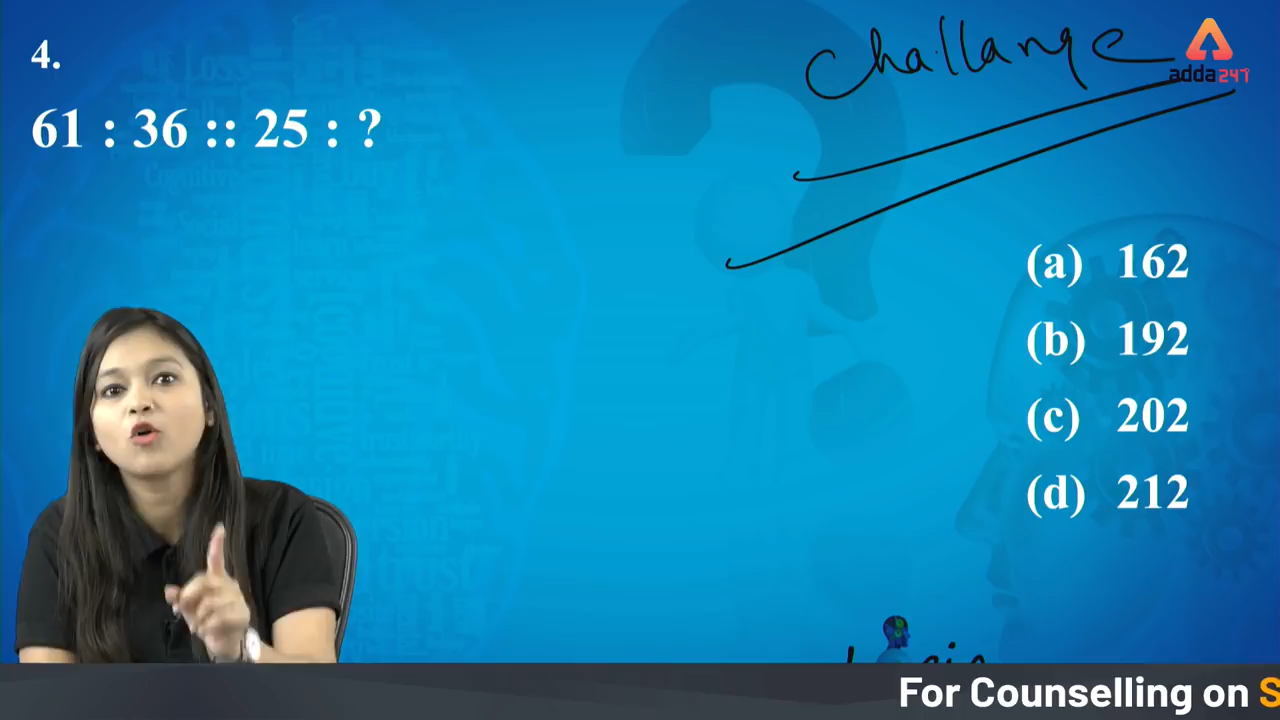 4.
challange
adda247
61 : 36 :: 25 : ?
(a) 162
(b) 192
(c) 202
(d) 212
For Counselling on S